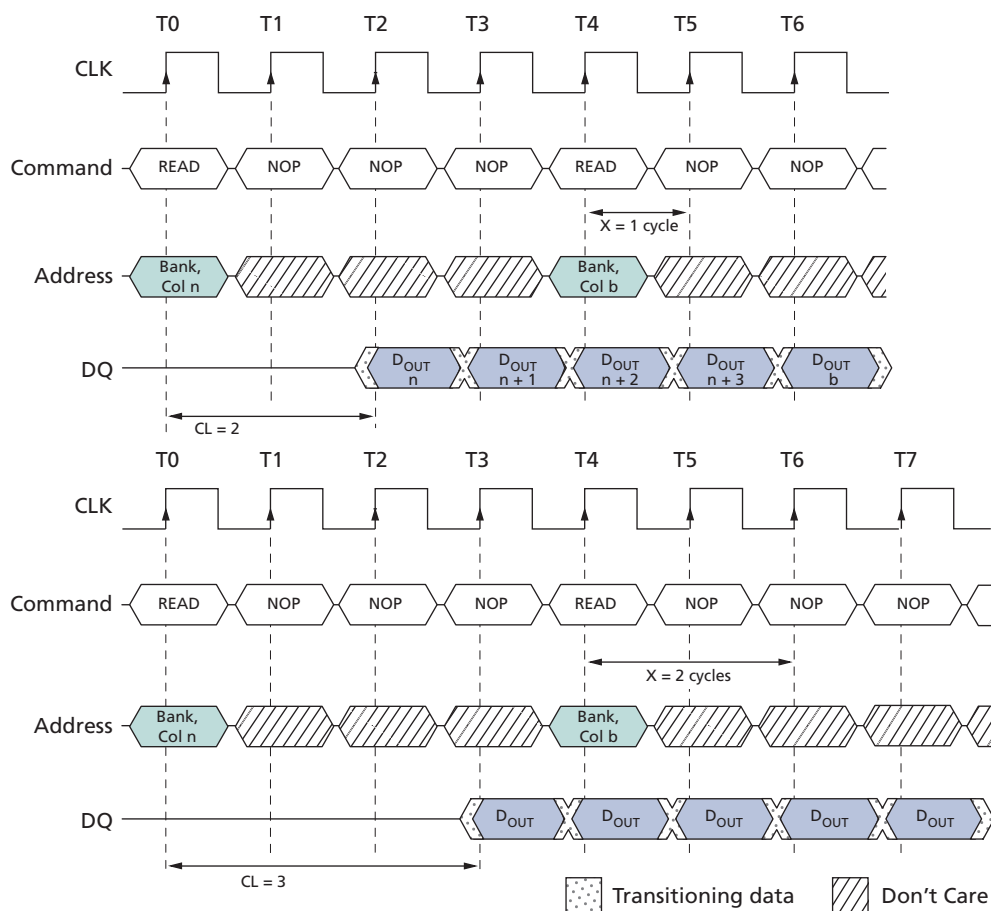 T0 T1 T2 T3 T4 T5 T6
CLK
Command READ NOP NOP NOP READ NOP NOP
X = 1 cycle
Address Bank, Col n Bank, Col b
DQ DOUT n DOUT n + 1 DOUT n + 2 DOUT n + 3 DOUT b
CL = 2
T0 T1 T2 T3 T4 T5 T6 T7
CLK
Command READ NOP NOP NOP READ NOP NOP NOP
X = 2 cycles
Address Bank, Col n Bank, Col b
DQ DOUT DOUT DOUT DOUT DOUT
CL = 3
Transitioning data Don't Care